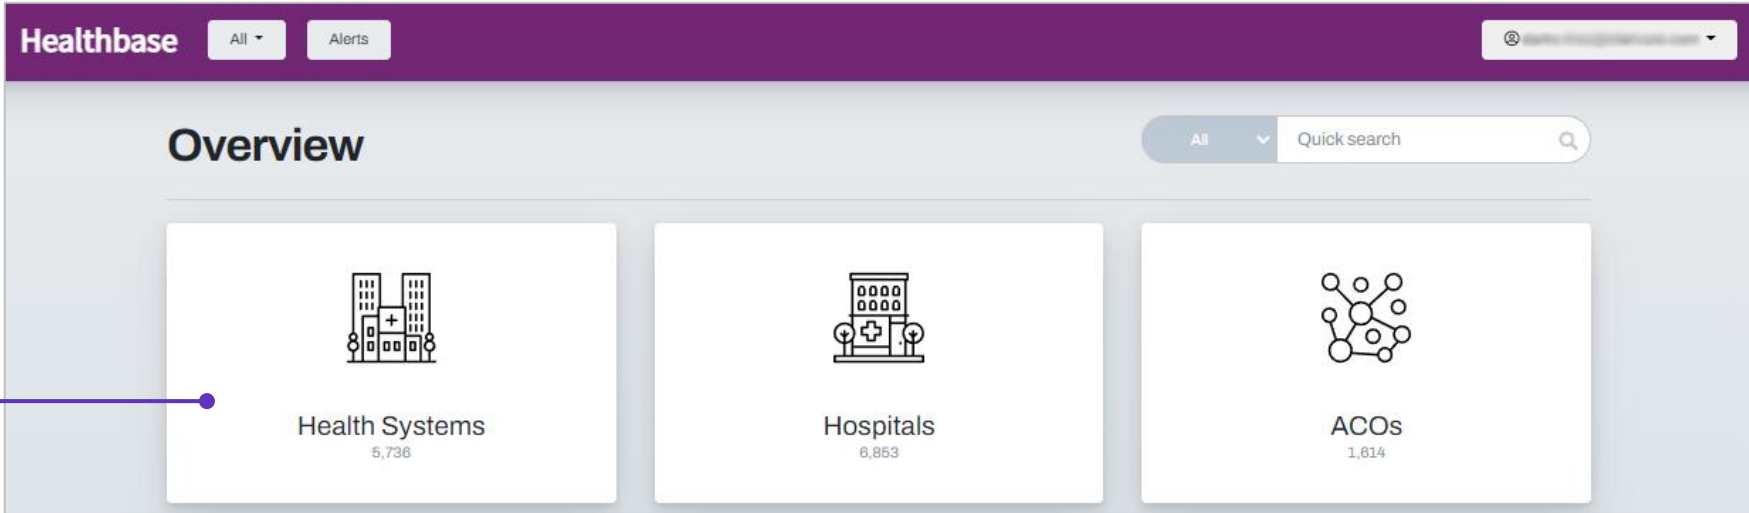 Healthbase All Alerts
Overview All Quick search
Health Systems Hospitals ACOs
5,736 6,853 1,614